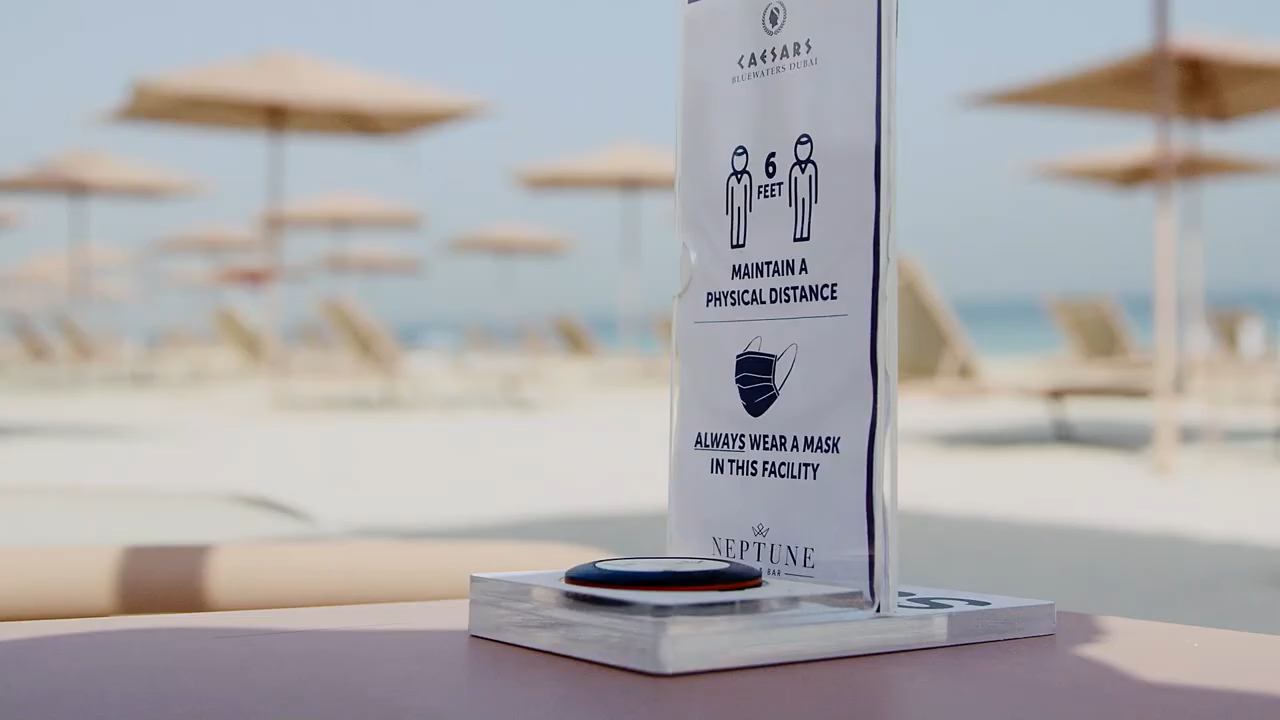 CAESARS
BLUEWATERS DUBAI
6
FEET
MAINTAIN A
PHYSICAL DISTANCE
ALWAYS WEAR A MASK
IN THIS FACILITY
NEPTUNE
BAR